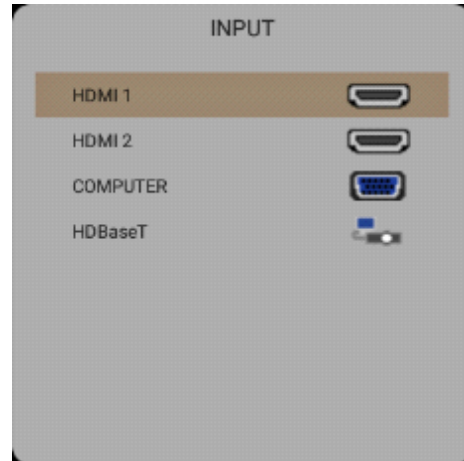 INPUT
HDMI 1
HDMI 2
COMPUTER
HDBaseT